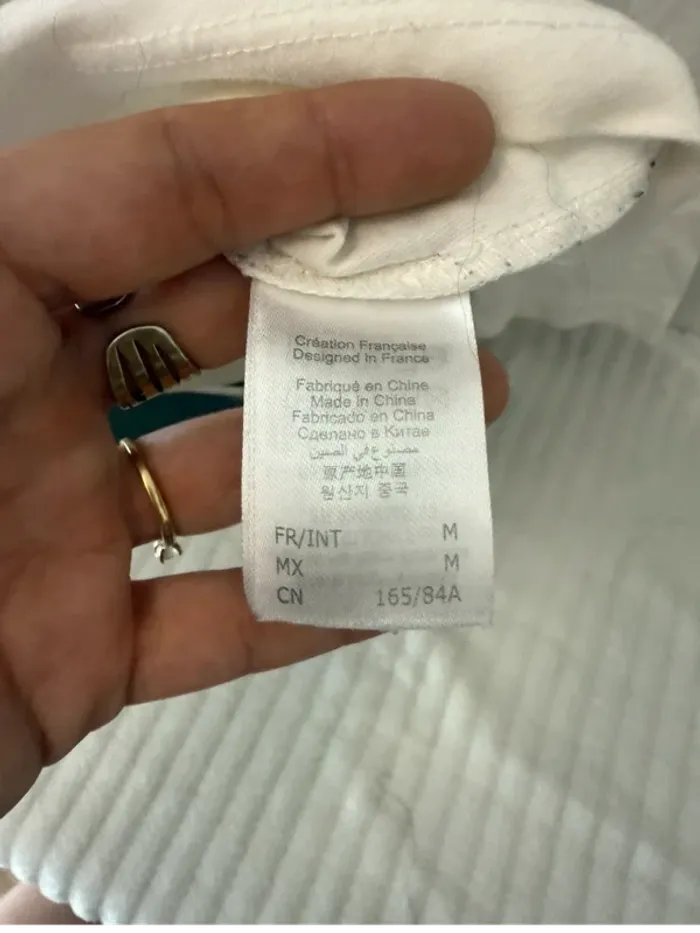 Création Française
Designed in France
Fabriqué en Chine
Made in China
Fabricado en China
Сделано в Китае
مصنوع في الصين
原产地中国
원산지 중국
FR/INT M
MX M
CN 165/84A